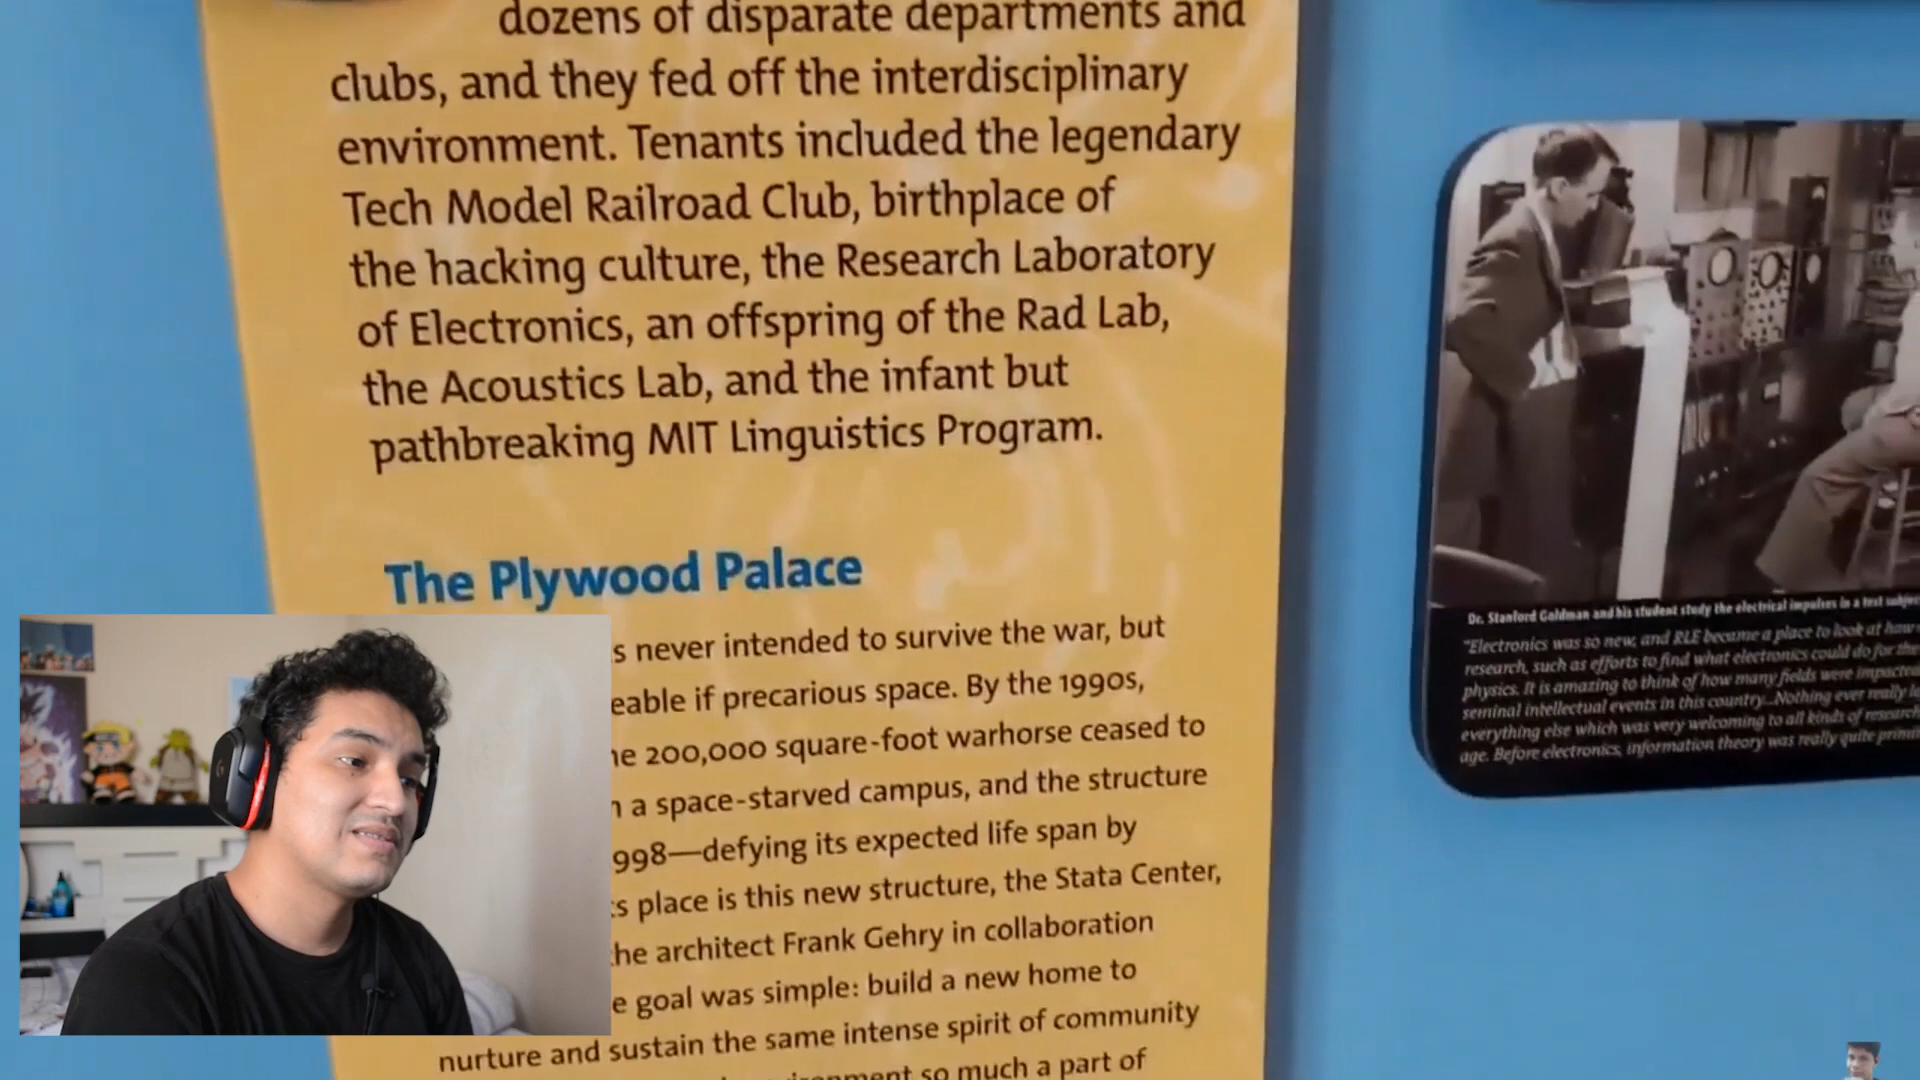 dozens of disparate departments and
clubs, and they fed off the interdisciplinary
environment. Tenants included the legendary
Tech Model Railroad Club, birthplace of
the hacking culture, the Research Laboratory
of Electronics, an offspring of the Rad Lab,
the Acoustics Lab, and the infant but
pathbreaking MIT Linguistics Program.
The Plywood Palace
never intended to survive the war, but
if precarious space. By the 1990s,
200,000 square-foot warhorse ceased to
a space-starved campus, and the structure
998—defying its expected life span by
place is this new structure, the Stata Center,
architect Frank Gehry in collaboration
goal was simple: build a new home to
nurture and sustain the same intense spirit of community
so much a part of
Dr. Stanford Goldman and his student study the electrical impulses in a test
"Electronics was so new, and RLE became a place to look at how
research, such as efforts to find what electronics could do for the
physics. It is amazing to think of how many fields were impacted
seminal intellectual events in this country...Nothing ever really
everything else which was very welcoming to all kinds of research
age. Before electronics, information theory was really quite